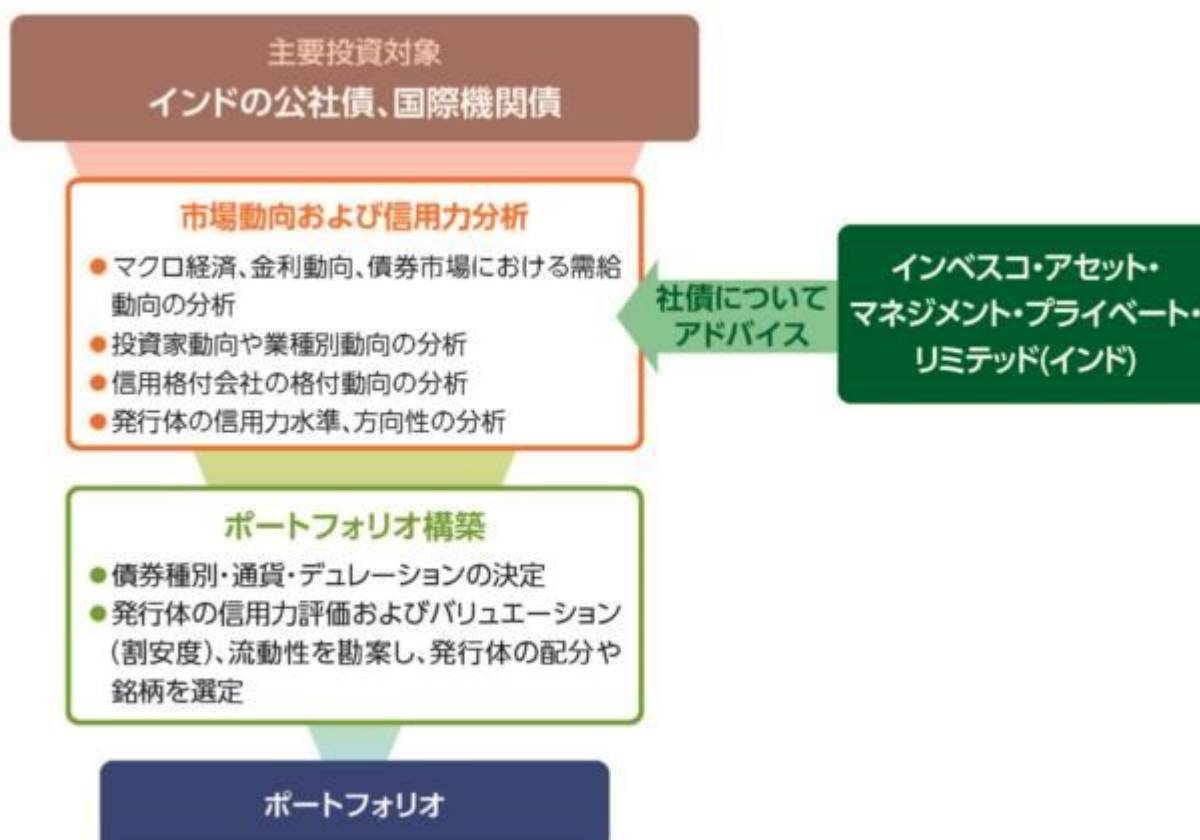 主要投資対象
インドの公社債、国際機関債
市場動向および信用力分析
●マクロ経済、金利動向、債券市場における需給
動向の分析
●投資家動向や業種別動向の分析
●信用格付会社の格付動向の分析
●発行体の信用力水準、方向性の分析
社債について
アドバイス
インベスコ・アセット・
マネジメント・プライベート・
リミテッド(インド)
ポートフォリオ構築
●債券種別・通貨・デュレーションの決定
●発行体の信用力評価およびバリュエーション
(割安度)、流動性を勘案し、発行体の配分や
銘柄を選定
ポートフォリオ